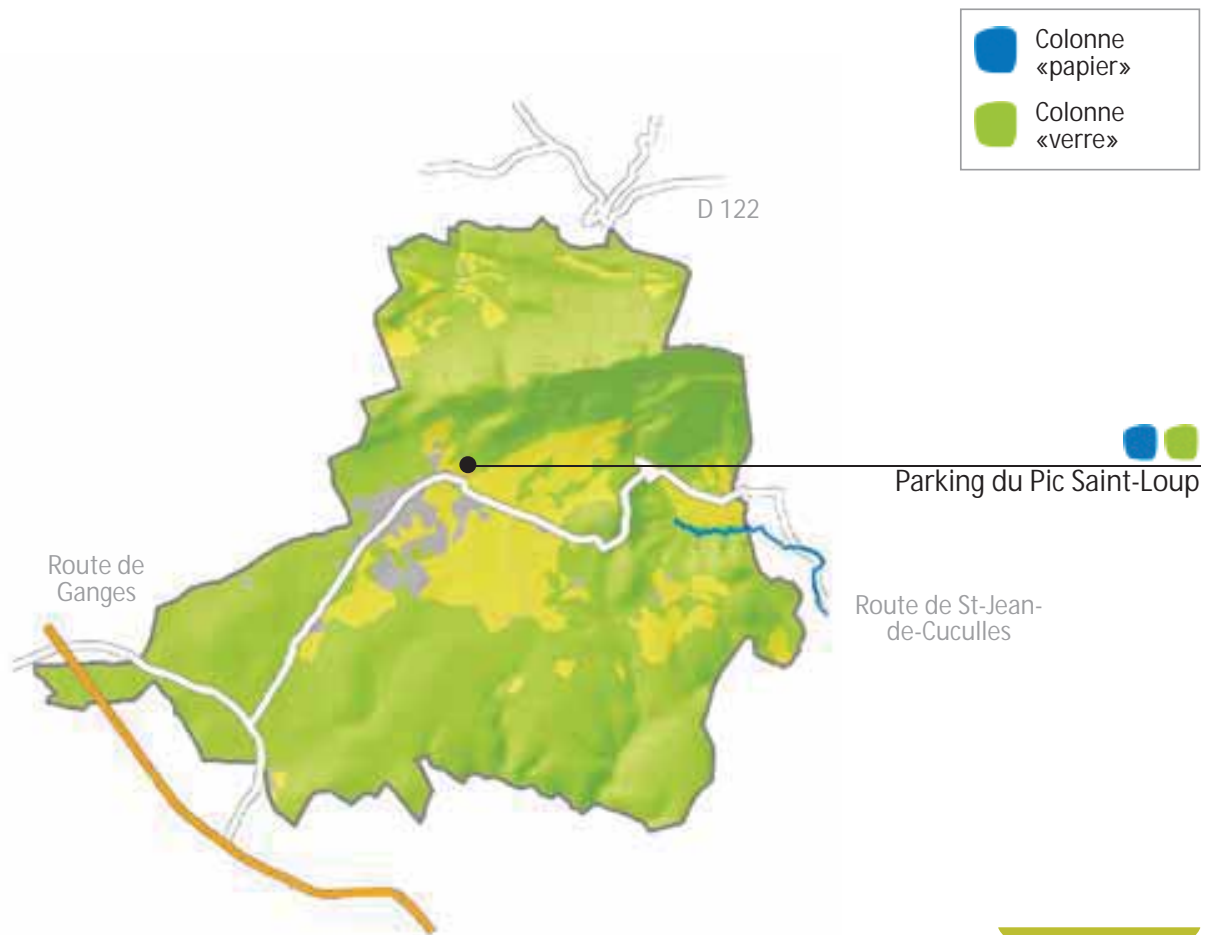 Colonne
«papier»
Colonne
«verre»
D 122
Parking du Pic Saint-Loup
Route de
Ganges
Route de St-Jean-
de-Cuculles